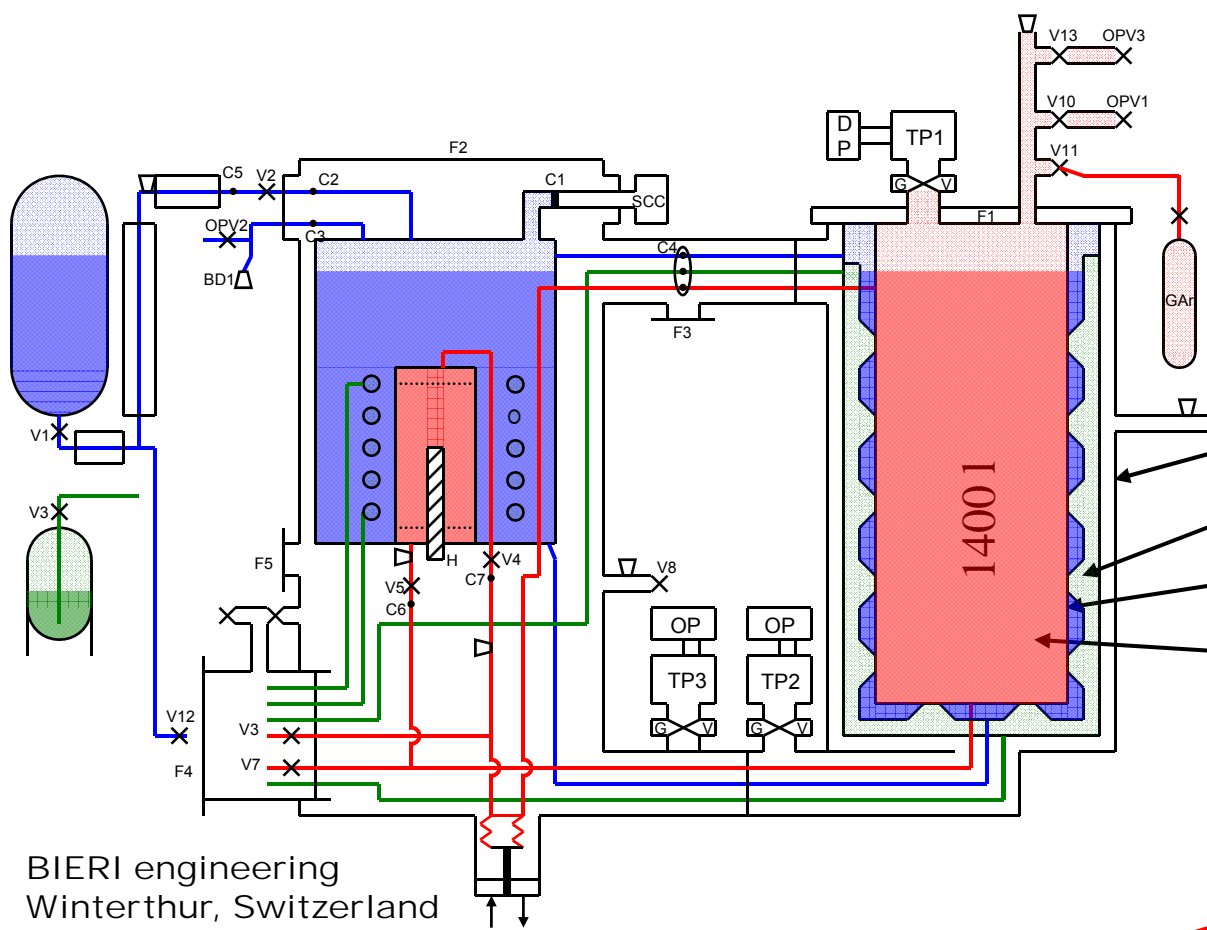 V13 OPV3
D P
TP1
V10 OPV1
F2
V11
C5 V2 C2 C1
G V
SCC
F1
OPV2
C3
C4
BD1
GAr
F3
V1
1400 l
V3
H V4
F5
V8
V5
C7
C6
OP OP
TP3 TP2
V12
V3
G V G V
F4
V7
BIERI engineering
Winterthur, Switzerland